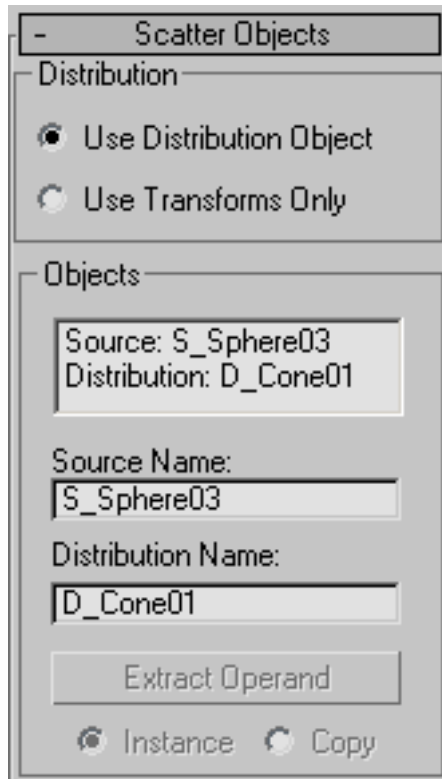 - Scatter Objects
Distribution
Use Distribution Object
Use Transforms Only
Objects
Source: S_Sphere03
Distribution: D_Cone01
Source Name:
S_Sphere03
Distribution Name:
D_Cone01
Extract Operand
Instance Copy